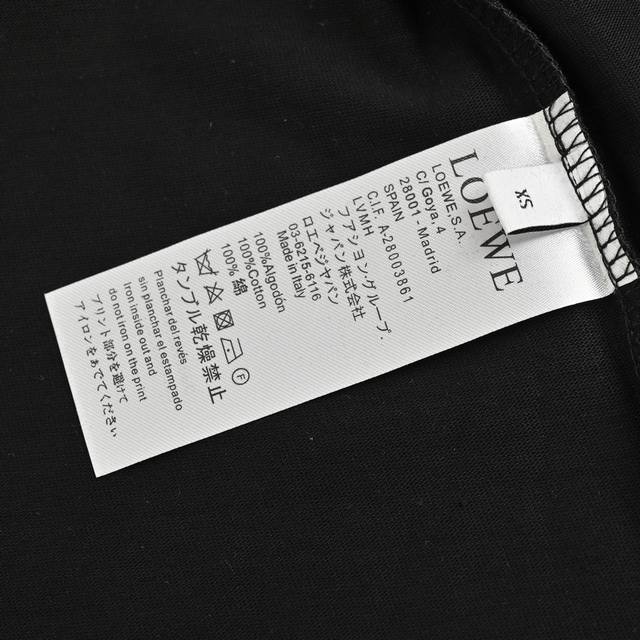 LOEWE
XS
LOEWE.S.A.
C/Goya. 4
28001 - Madrid
SPAIN
C.I.F. A-28003861
LVMH
フアシヨングループ.
ジャパン株式会社
ロエベジャパン
03-6215-6116
Made in Italy
100%Algodón
100%Cotton
100% 綿
F
タンブル乾燥禁止
Planchar del revés.
sin planchar el estampado
Iron inside out and
do not iron on the print
プリント部分を避けて
アイロンをあててください